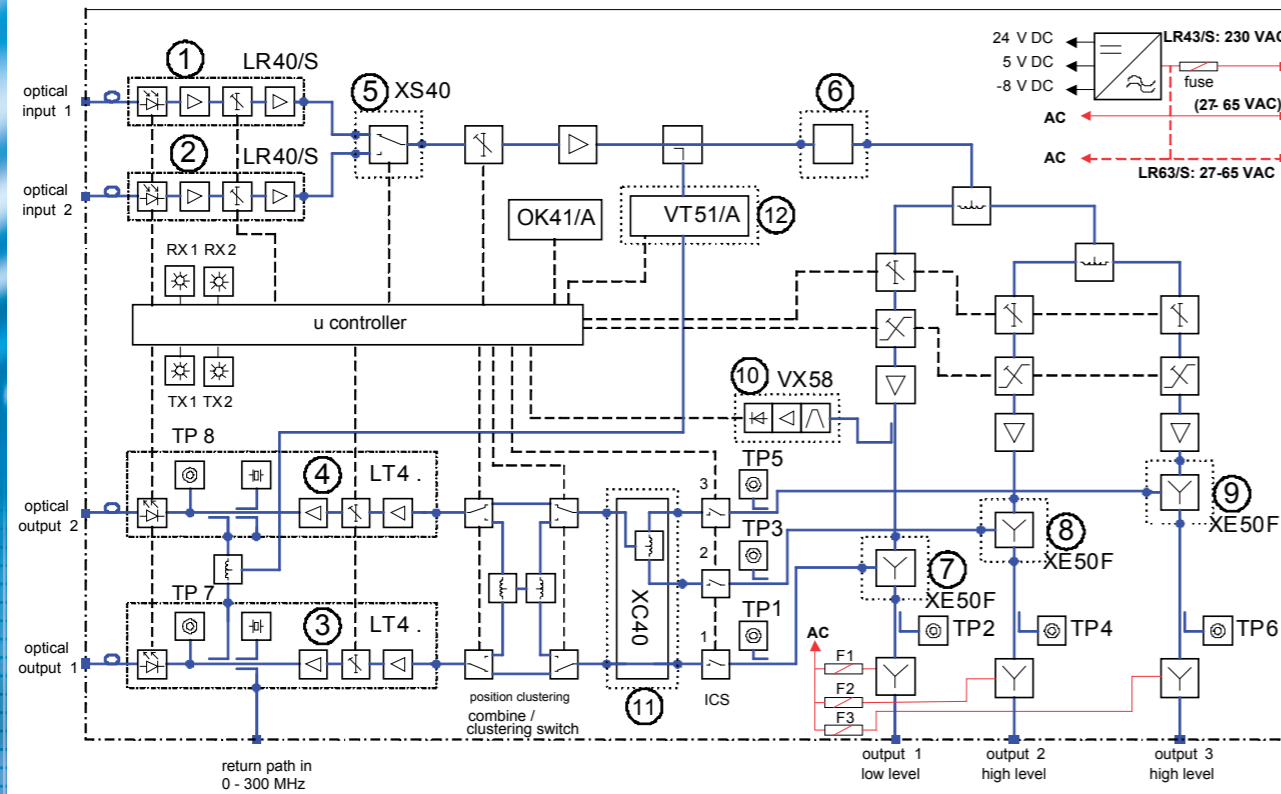 24 V DC
5 V DC
-8 V DC
LR43/S: 230 VAC
fuse
AC
(27- 65 VAC)
AC
LR63/S: 27-65 VAC
1
LR40/S
optical
input 1
5
XS40
6
2
LR40/S
optical
input 2
OK41/A
VT51/A
12
RX 1
RX 2
u controller
TX1
TX2
10
VX58
TP 8
4
LT4 .
optical
output 2
3
TP5
9
XE50F
2
TP3
8
XE50F
TP 7
3
LT4 .
optical
output 1
XC40
1
TP1
7
XE50F
TP2
TP4
TP6
AC
F1
F2
F3
position clustering
combine /
clustering switch
11
ICS
return path in
0 - 300 MHz
output 1
low level
output 2
high level
output 3
high level